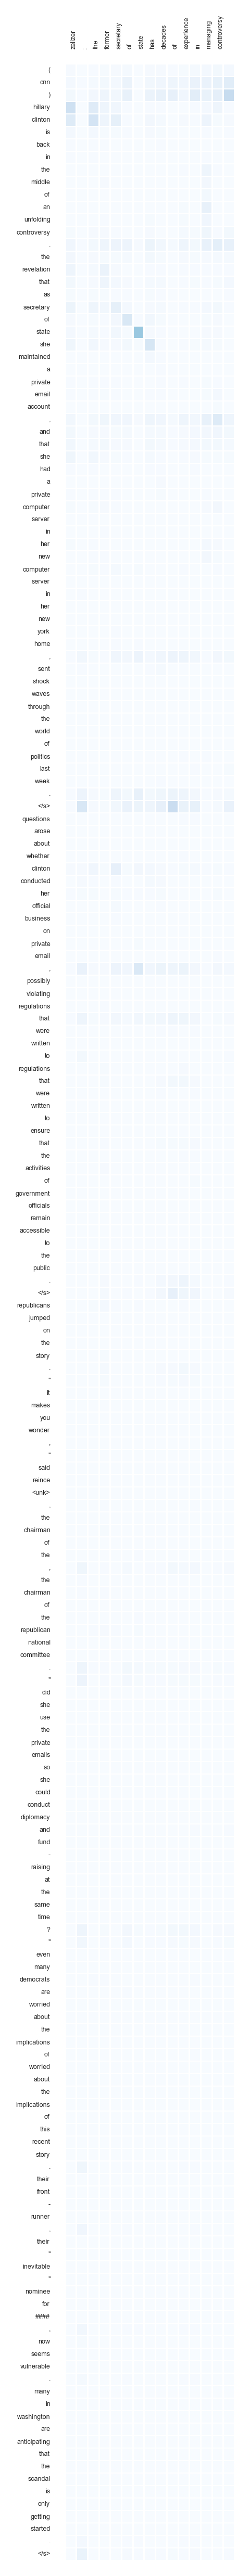 zelizer : the former secretary of state has decades of experience in managing controversy
(
cnn
)
hillary
clinton
is
back
in
the
middle
of
an
unfolding
controversy
.
the
revelation
that
as
secretary
of
state
she
maintained
a
private
email
account
,
and
that
she
had
a
private
computer
server
in
her
new
computer
server
in
her
new
york
home
,
sent
shock
waves
through
the
world
of
politics
last
week
.
</s>
questions
arose
about
whether
clinton
conducted
her
official
business
on
private
email
,
possibly
violating
regulations
that
were
written
to
regulations
that
were
written
to
ensure
that
the
activities
of
government
officials
remain
accessible
to
the
public
.
</s>
republicans
jumped
on
the
story
.
"
it
makes
you
wonder
,
"
said
reince
<unk>
,
the
chairman
of
the
,
the
chairman
of
the
republican
national
committee
.
"
did
she
use
the
private
emails
so
she
could
conduct
diplomacy
and
fund
-
raising
at
the
same
time
?
"
even
many
democrats
are
worried
about
the
implications
of
worried
about
the
implications
of
this
recent
story
.
their
front
-
runner
,
their
"
inevitable
"
nominee
for
####
,
now
seems
vulnerable
.
many
in
washington
are
anticipating
that
the
scandal
is
only
getting
started
.
</s>